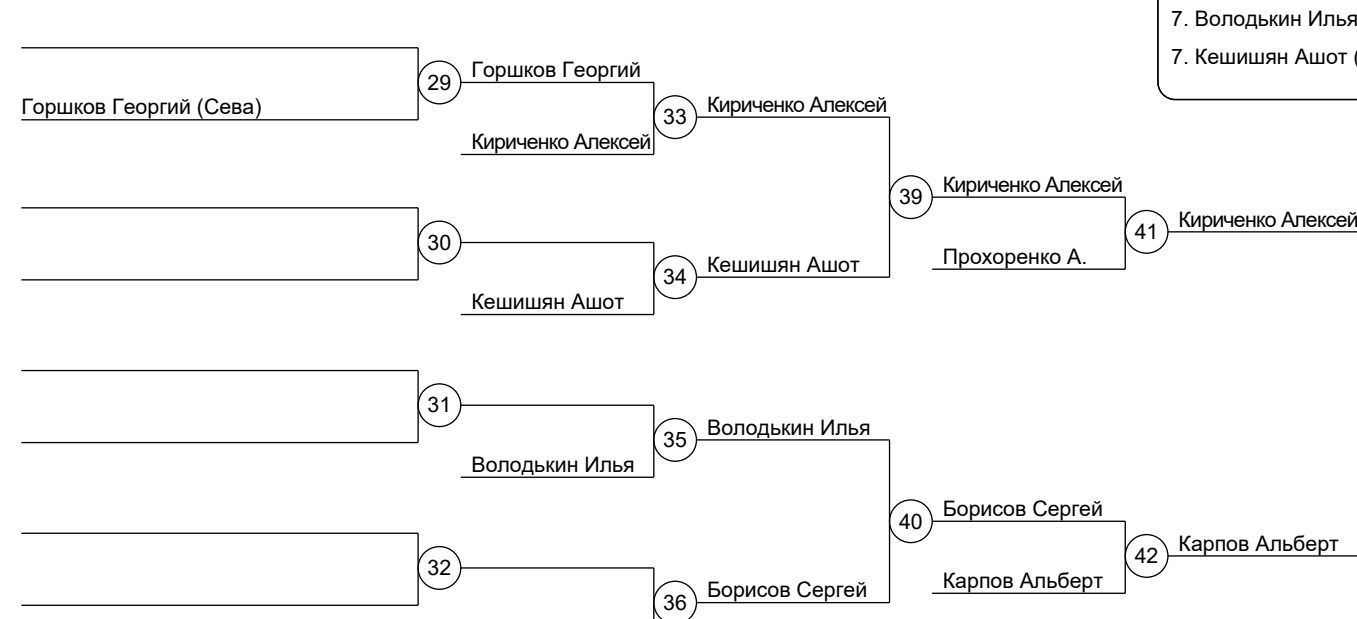 7. Володькин Илья
7. Кешишян Ашот (
29
Горшков Георгий
Горшков Георгий (Сева)
33
Кириченко Алексей
Кириченко Алексей
39
Кириченко Алексей
41
Кириченко Алексей
30
34
Кешишян Ашот
Прохоренко А.
Кешишян Ашот
31
35
Володькин Илья
Володькин Илья
40
Борисов Сергей
42
Карпов Альберт
32
36
Борисов Сергей
Карпов Альберт